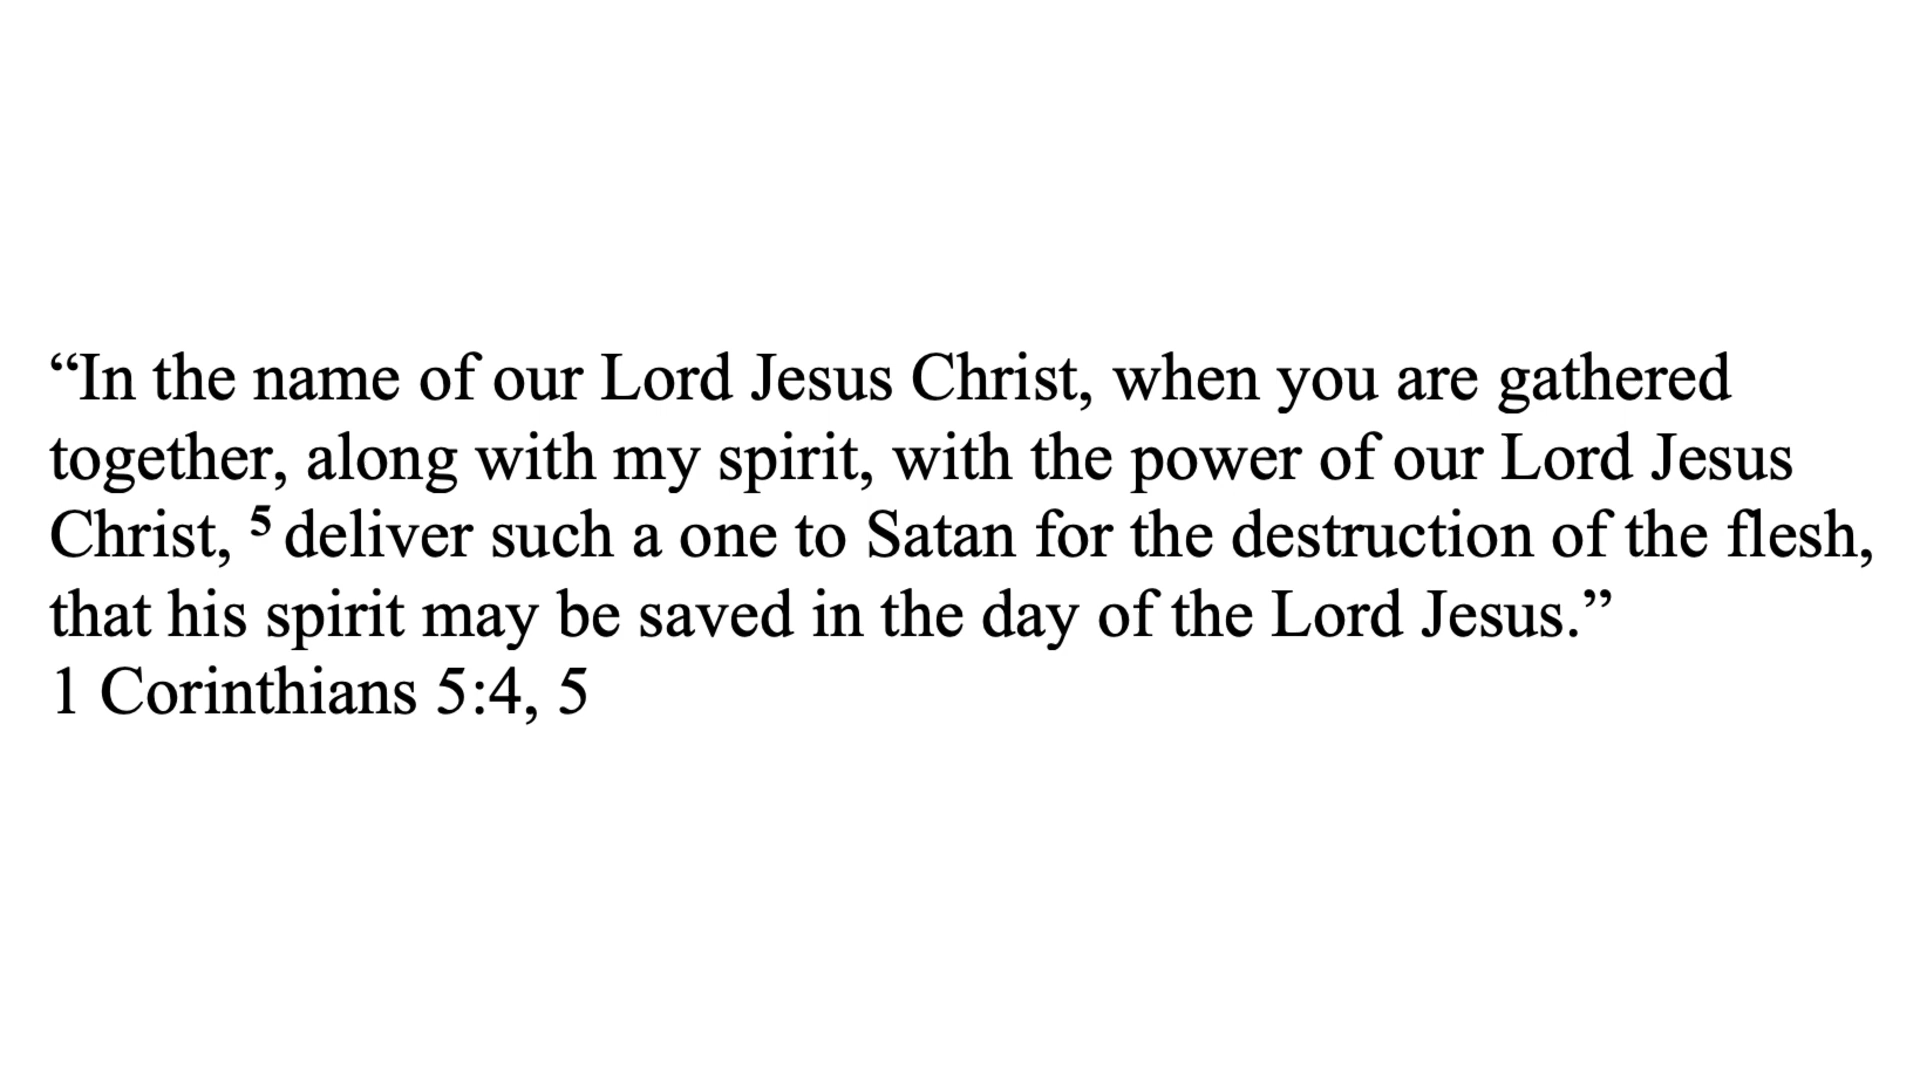 “In the name of our Lord Jesus Christ, when you are gathered
together, along with my spirit, with the power of our Lord Jesus
Christ, ⁵ deliver such a one to Satan for the destruction of the flesh,
that his spirit may be saved in the day of the Lord Jesus.”
1 Corinthians 5:4, 5